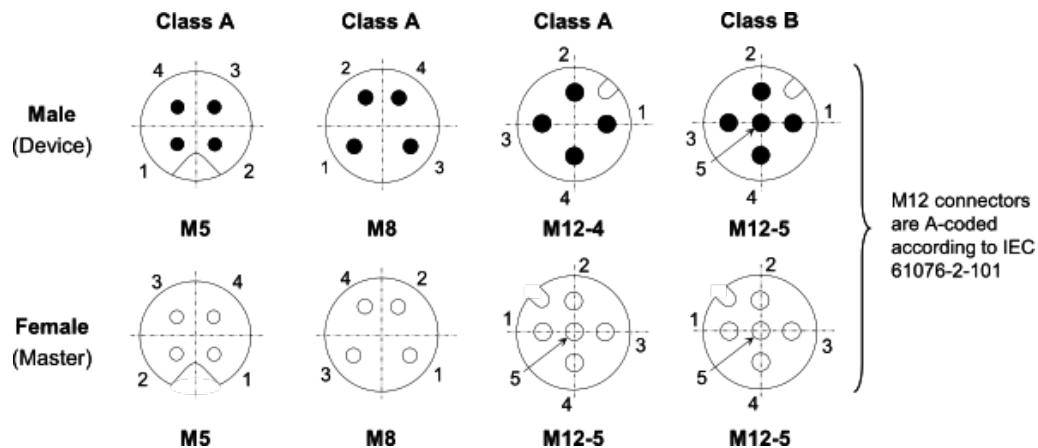 Class A Class A Class A Class B
4 3 2 4 2 2
Male
(Device)
1 1
3 3
1 2 1 3 5
4 4
M5 M8 M12-4 M12-5
M12 connectors
are A-coded
according to IEC
61076-2-101
3 4 4 2 2 2
Female
(Master)
1 3 1 3
2 1 3 1 5 5
4 4
M5 M8 M12-5 M12-5